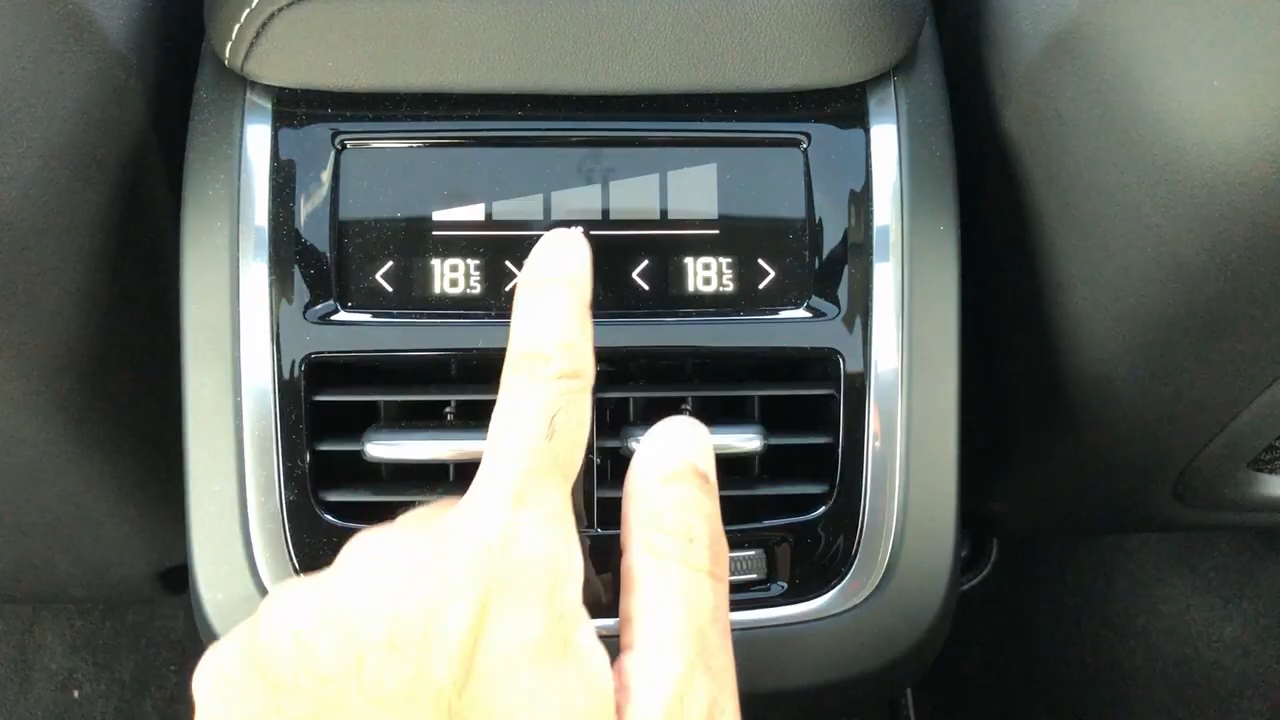 < 18.5℃ > < 18.5℃ >